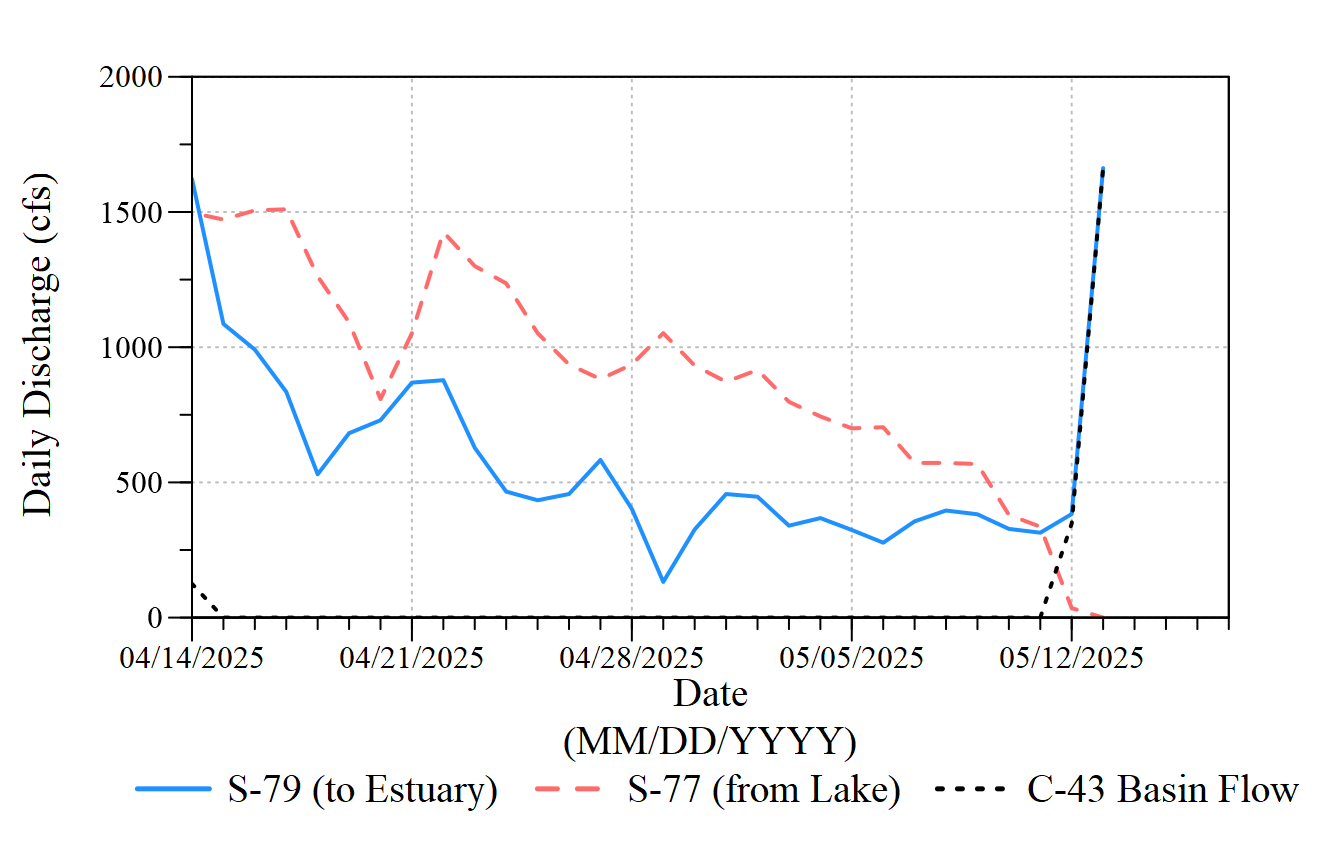 2000
1500
1000
500
0
Daily Discharge (cfs)
04/14/2025 04/21/2025 04/28/2025 05/05/2025 05/12/2025
Date
(MM/DD/YYYY)
S-79 (to Estuary) S-77 (from Lake) C-43 Basin Flow